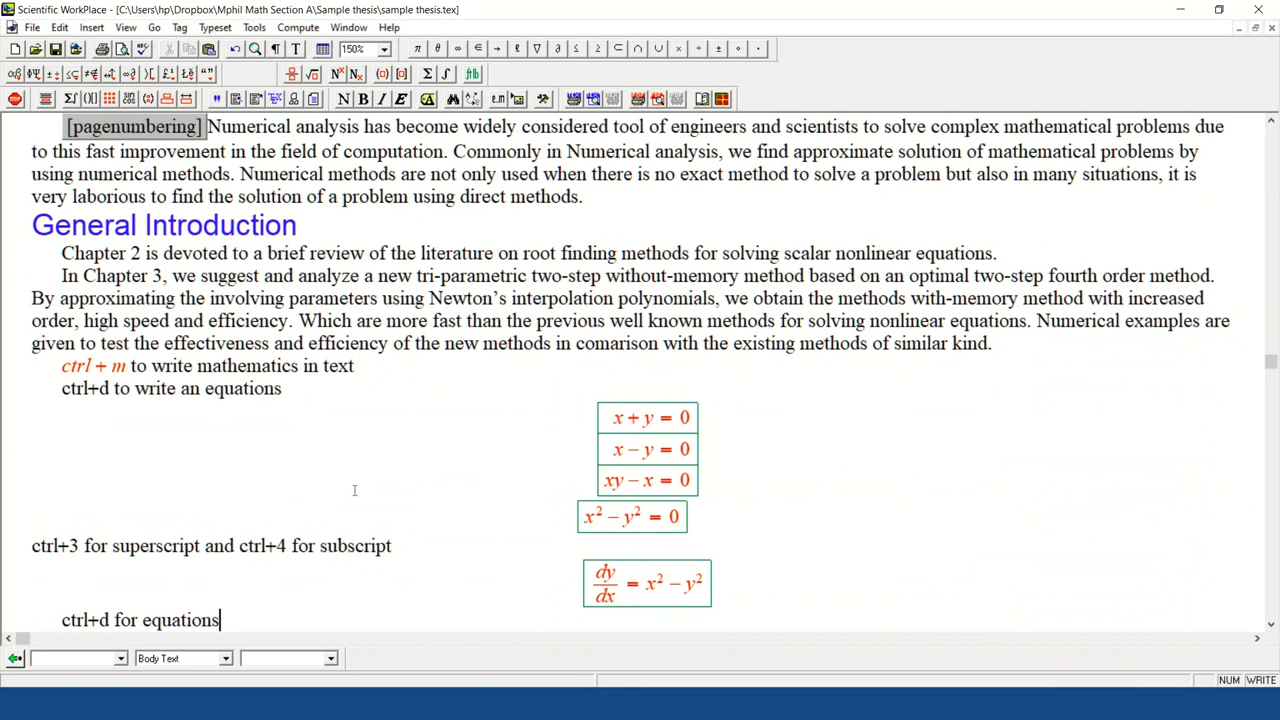 Scientific WorkPlace - [C:\Users\hp\Dropbox\Mphil Math Section A\Sample thesis\sample thesis.tex]
File Edit Insert View Go Tag Typeset Tools Compute Window Help
150%
[pagenumbering] Numerical analysis has become widely considered tool of engineers and scientists to solve complex mathematical problems due
to this fast improvement in the field of computation. Commonly in Numerical analysis, we find approximate solution of mathematical problems by
using numerical methods. Numerical methods are not only used when there is no exact method to solve a problem but also in many situations, it is
very laborious to find the solution of a problem using direct methods.
General Introduction
Chapter 2 is devoted to a brief review of the literature on root finding methods for solving scalar nonlinear equations.
In Chapter 3, we suggest and analyze a new tri-parametric two-step without-memory method based on an optimal two-step fourth order method.
By approximating the involving parameters using Newton's interpolation polynomials, we obtain the methods with-memory method with increased
order, high speed and efficiency. Which are more fast than the previous well known methods for solving nonlinear equations. Numerical examples are
given to test the effectiveness and efficiency of the new methods in comarison with the existing methods of similar kind.
ctrl + m to write mathematics in text
ctrl+d to write an equations
x + y = 0
x − y = 0
xy − x = 0
x² − y² = 0
ctrl+3 for superscript and ctrl+4 for subscript
dy/dx = x² − y²
ctrl+d for equations
Body Text
NUM WRITE